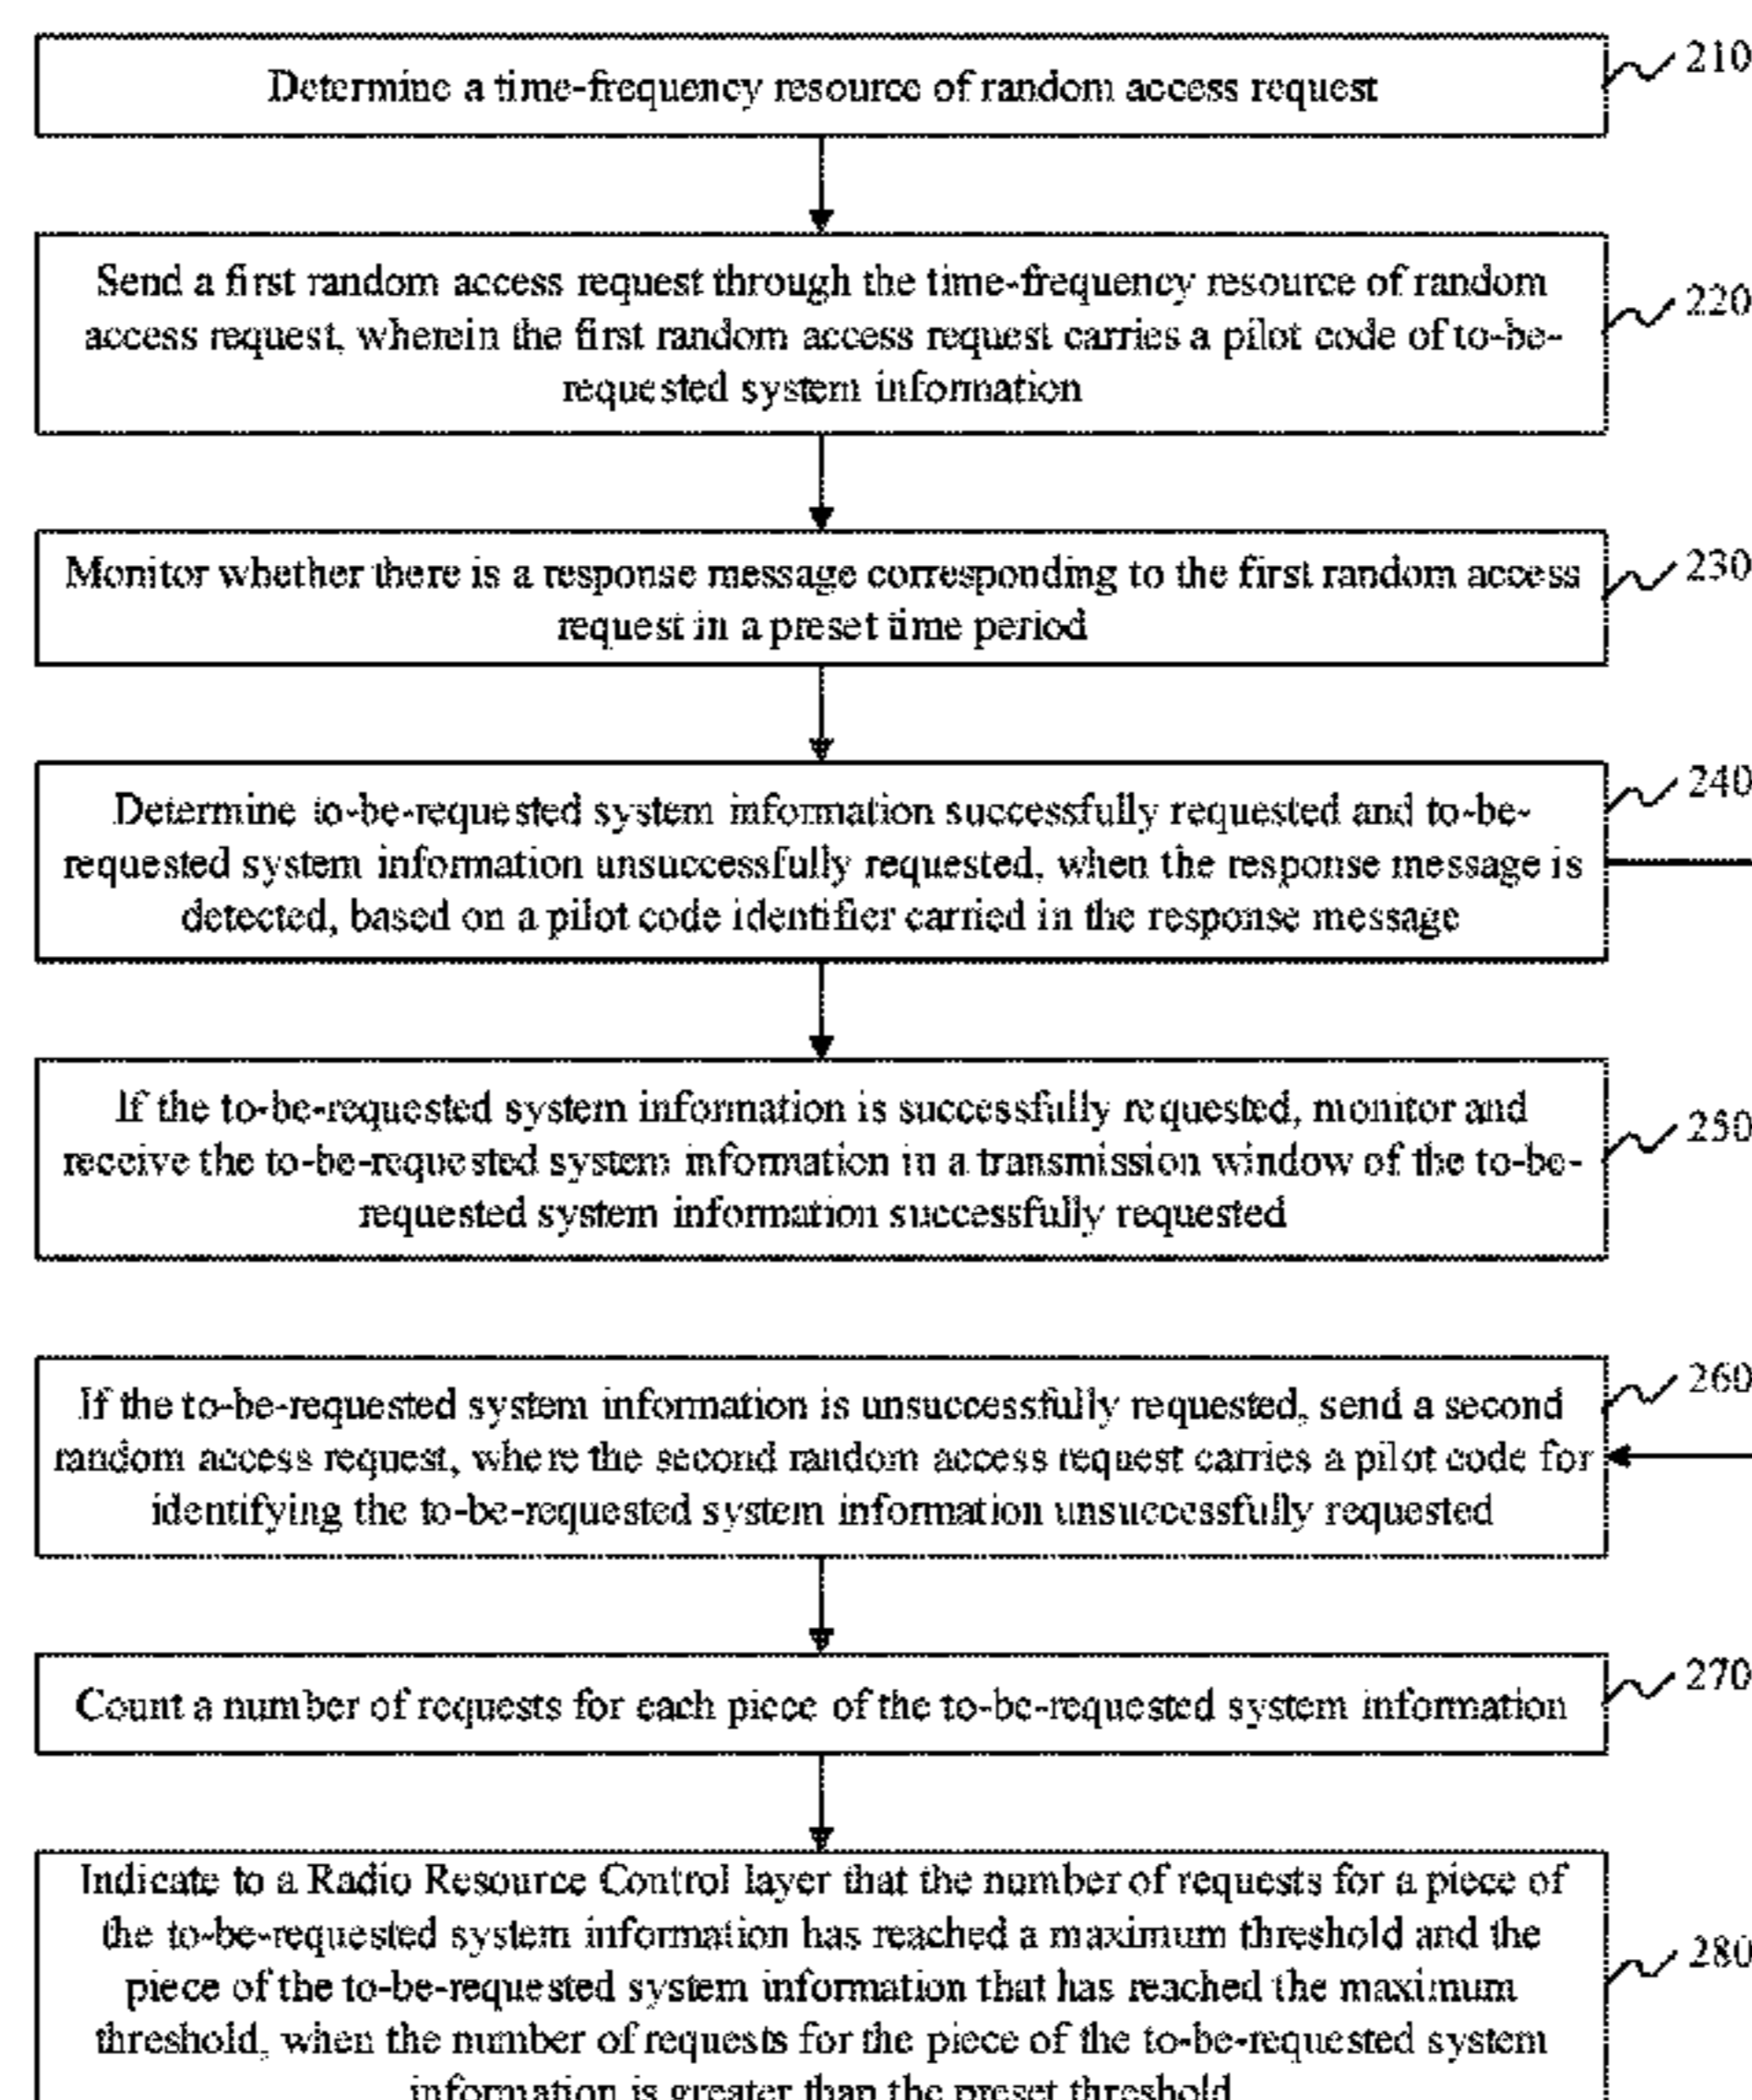 Determine a time-frequency resource of random access request
210
Send a first random access request through the time-frequency resource of random
access request, wherein the first random access request carries a pilot code of to-be-
requested system information
220
Monitor whether there is a response message corresponding to the first random access
request in a preset time period
230
Determine to-be-requested system information successfully requested and to-be-
requested system information unsuccessfully requested, when the response message is
detected, based on a pilot code identifier carried in the response message
240
If the to-be-requested system information is successfully requested, monitor and
receive the to-be-requested system information in a transmission window of the to-be-
requested system information successfully requested
250
If the to-be-requested system information is unsuccessfully requested, send a second
random access request, where the second random access request carries a pilot code for
identifying the to-be-requested system information unsuccessfully requested
260
Count a number of requests for each piece of the to-be-requested system information
270
Indicate to a Radio Resource Control layer that the number of requests for a piece of
the to-be-requested system information has reached a maximum threshold and the
piece of the to-be-requested system information that has reached the maximum
threshold, when the number of requests for the piece of the to-be-requested system
information is greater than the preset threshold
280